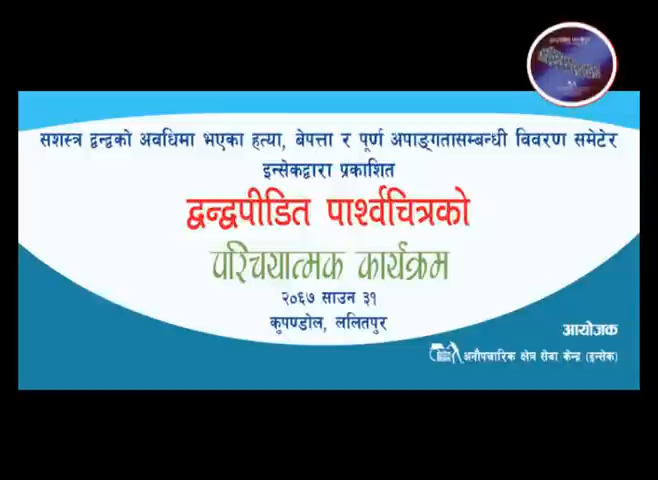 सशस्त्र द्वन्द्वको अवधिमा भएका हत्या, बेपत्ता र पूर्ण अपाङ्गतासम्बन्धी विवरण समेटेर
इन्सेकद्वारा प्रकाशित
द्वन्द्वपीडित पार्श्वचित्रको
परिचयात्मक कार्यक्रम
२०६७ साउन ३१
कुपण्डोल, ललितपुर
आयोजक
अनौपचारिक क्षेत्र सेवा केन्द्र (इन्सेक)